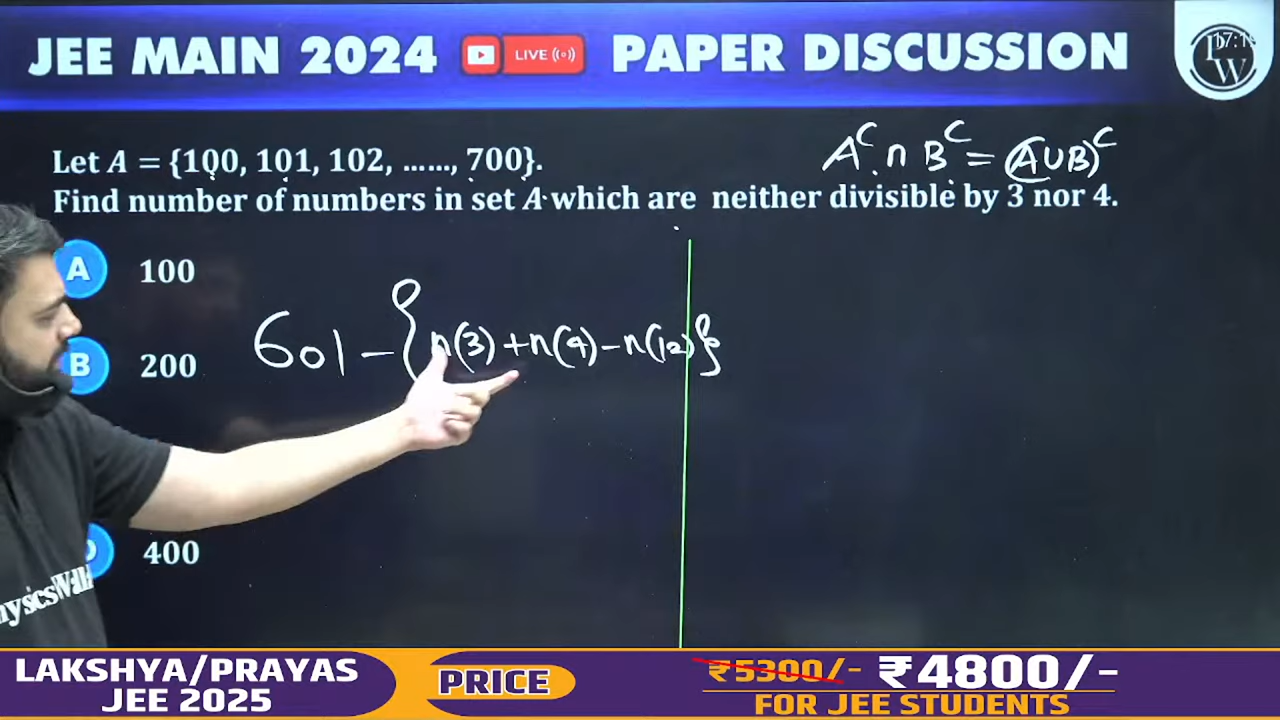 JEE MAIN 2024 LIVE PAPER DISCUSSION
W
Let A = {100, 101, 102, ……, 700}.
Aᶜ ∩ Bᶜ = (A∪B)ᶜ
Find number of numbers in set A which are neither divisible by 3 nor 4.
A 100
601 – {n(3) + n(4) – n(12)}
B 200
D 400
LAKSHYA/PRAYAS
JEE 2025
PRICE
₹5300/- ₹4800/-
FOR JEE STUDENTS